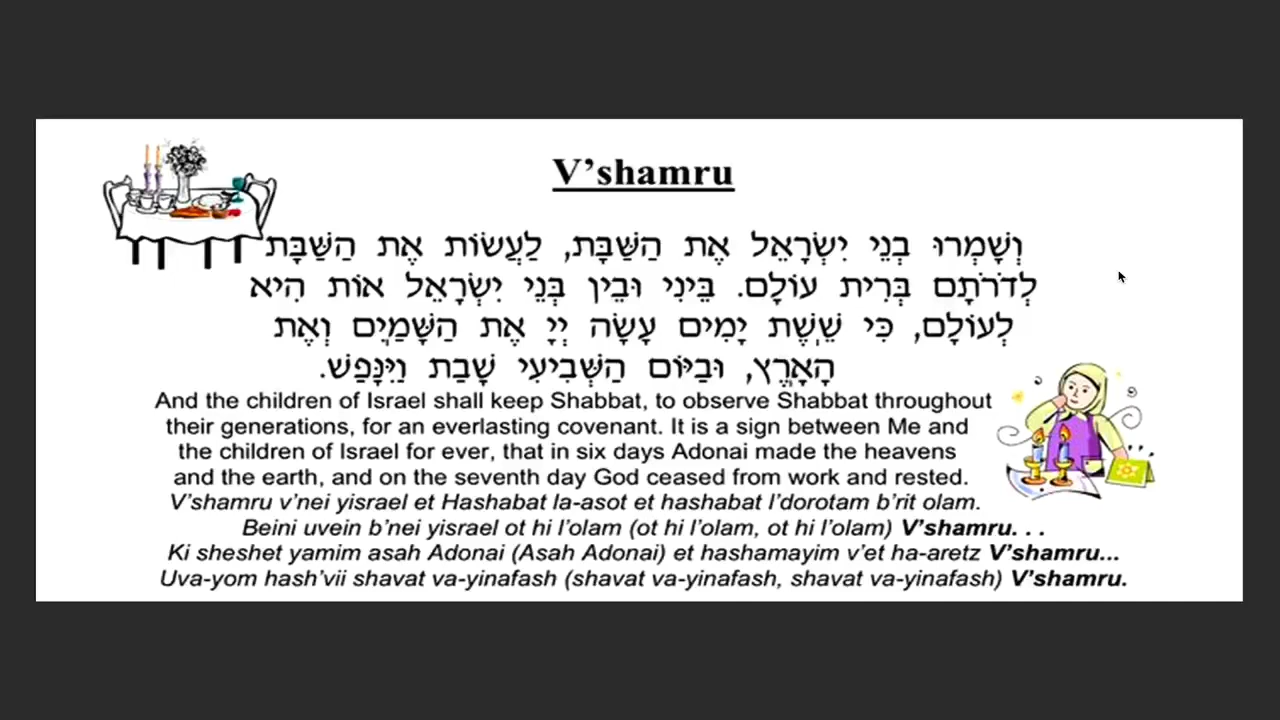 V'shamru
וְשָׁמְרוּ בְנֵי יִשְׂרָאֵל אֶת הַשַּׁבָּת, לַעֲשׂוֹת אֶת הַשַּׁבָּת
לְדֹרֹתָם בְּרִית עוֹלָם. בֵּינִי וּבֵין בְּנֵי יִשְׂרָאֵל אוֹת הִיא
לְעוֹלָם, כִּי שֵׁשֶׁת יָמִים עָשָׂה יְיָ אֶת הַשָּׁמַיִם וְאֶת
הָאָרֶץ, וּבַיּוֹם הַשְּׁבִיעִי שָׁבַת וַיִּנָּפַשׁ.
And the children of Israel shall keep Shabbat, to observe Shabbat throughout
their generations, for an everlasting covenant. It is a sign between Me and
the children of Israel for ever, that in six days Adonai made the heavens
and the earth, and on the seventh day God ceased from work and rested.
V'shamru v'nei yisrael et Hashabat la-asot et hashabat l'dorotam b'rit olam.
Beini uvein b'nei yisrael ot hi l'olam (ot hi l'olam, ot hi l'olam) V'shamru. . .
Ki sheshet yamim asah Adonai (Asah Adonai) et hashamayim v'et ha-aretz V'shamru...
Uva-yom hash'vii shavat va-yinafash (shavat va-yinafash, shavat va-yinafash) V'shamru.